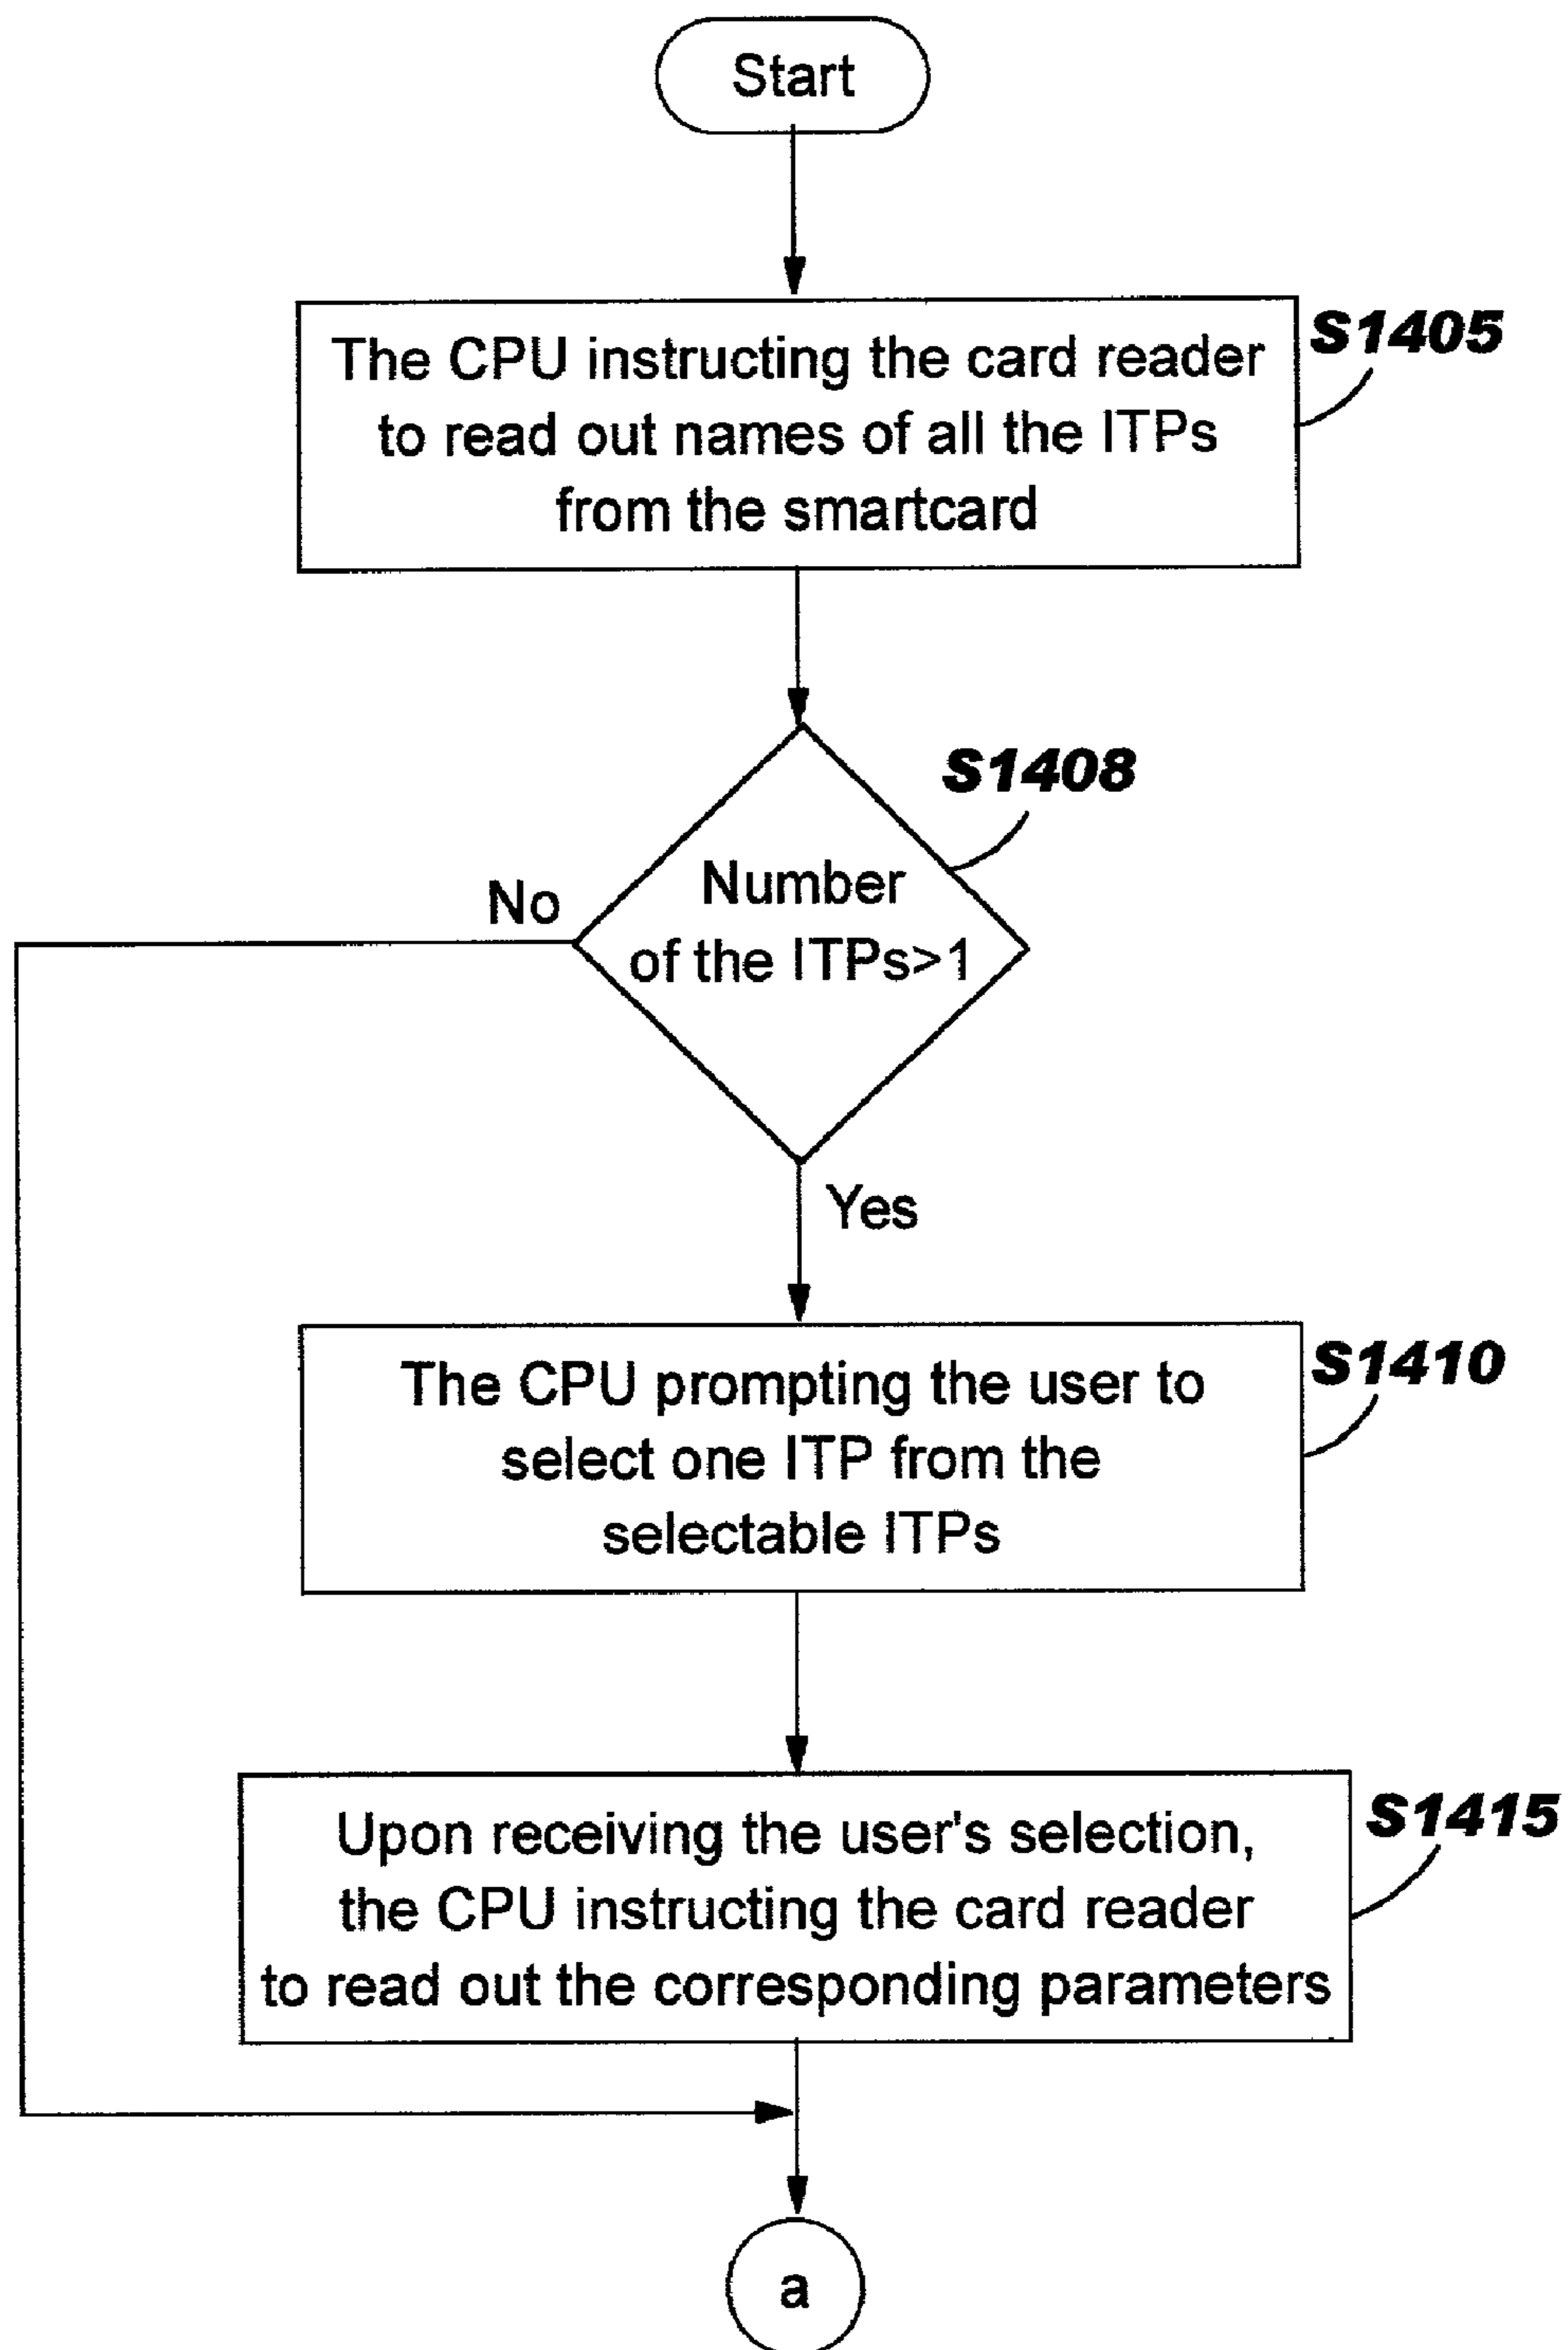 Start
The CPU instructing the card reader
to read out names of all the ITPs
from the smartcard
S1405
S1408
Number
of the ITPs>1
No
Yes
The CPU prompting the user to
select one ITP from the
selectable ITPs
S1410
Upon receiving the user's selection,
the CPU instructing the card reader
to read out the corresponding parameters
S1415
a